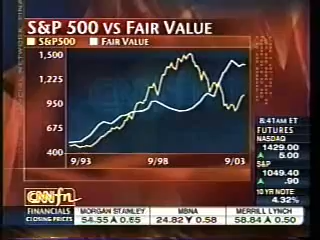 S&P 500 VS FAIR VALUE
S&P500 FAIR VALUE
1,500
1,225
950
675
400
9/93 9/98 9/03
8:41AM ET
FUTURES
NASDAQ
1429.00
5.00
S&P
1049.40
.90
10 YR NOTE
4.32%
CNNfn
FINANCIALS
CLOSING PRICES
MORGAN STANLEY MBNA MERRILL LYNCH
54.55 0.65 24.82 0.58 58.84 0.50